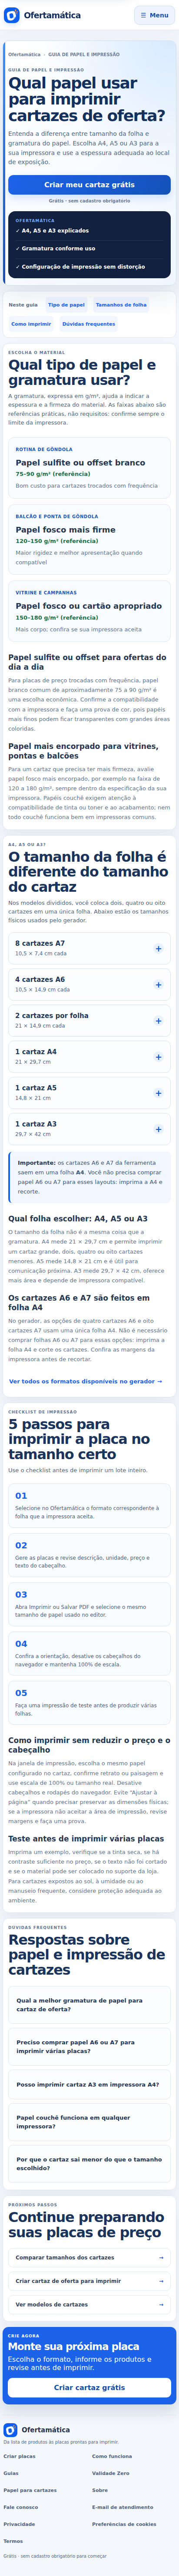 Ofertamática
☰ Menu
Ofertamática › GUIA DE PAPEL E IMPRESSÃO
GUIA DE PAPEL E IMPRESSÃO
Qual papel usar
para imprimir
cartazes de oferta?
Entenda a diferença entre tamanho da folha e
gramatura do papel. Escolha A4, A5 ou A3 para a
impressora e use a espessura adequada ao local
de exposição.
Criar meu cartaz grátis
Grátis · sem cadastro obrigatório
OFERTAMÁTICA
✓ A4, A5 e A3 explicados
✓ Gramatura conforme uso
✓ Configuração de impressão sem distorção
Neste guia
Tipo de papel
Tamanhos de folha
Como imprimir
Dúvidas frequentes
ESCOLHA O MATERIAL
Qual tipo de papel e
gramatura usar?
A gramatura, expressa em g/m², ajuda a indicar a
espessura e a firmeza do material. As faixas abaixo são
referências práticas, não requisitos: confirme sempre o
limite da impressora.
ROTINA DE GÔNDOLA
Papel sulfite ou offset branco
75–90 g/m² (referência)
Bom custo para cartazes trocados com frequência
BALCÃO E PONTA DE GÔNDOLA
Papel fosco mais firme
120–150 g/m² (referência)
Maior rigidez e melhor apresentação quando
compatível
VITRINE E CAMPANHAS
Papel fosco ou cartão apropriado
150–180 g/m² (referência)
Mais corpo; confira se sua impressora aceita
Papel sulfite ou offset para ofertas do
dia a dia
Para placas de preço trocadas com frequência, papel
branco comum de aproximadamente 75 a 90 g/m² é
uma escolha econômica. Confirme a compatibilidade
com a impressora e faça uma prova de cor, pois papéis
mais finos podem ficar transparentes com grandes áreas
coloridas.
Papel mais encorpado para vitrines,
pontas e balcões
Para um cartaz que precisa ter mais firmeza, avalie
papel fosco mais encorpado, por exemplo na faixa de
120 a 180 g/m², sempre dentro da especificação da sua
impressora. Papéis couchê exigem atenção à
compatibilidade de tinta ou toner e ao acabamento; nem
todo couchê funciona bem em impressoras comuns.
A4, A5 OU A3?
O tamanho da folha é
diferente do tamanho
do cartaz
Nos modelos divididos, você coloca dois, quatro ou oito
cartazes em uma única folha. Abaixo estão os tamanhos
físicos usados pelo gerador.
8 cartazes A7
10,5 × 7,4 cm cada
+
4 cartazes A6
10,5 × 14,9 cm cada
+
2 cartazes por folha
21 × 14,9 cm cada
+
1 cartaz A4
21 × 29,7 cm
+
1 cartaz A5
14,8 × 21 cm
+
1 cartaz A3
29,7 × 42 cm
+
Importante: os cartazes A6 e A7 da ferramenta
saem em uma folha A4. Você não precisa comprar
papel A6 ou A7 para esses layouts: imprima a A4 e
recorte.
Qual folha escolher: A4, A5 ou A3
O tamanho da folha não é a mesma coisa que a
gramatura. A4 mede 21 × 29,7 cm e permite imprimir
um cartaz grande, dois, quatro ou oito cartazes
menores. A5 mede 14,8 × 21 cm e é útil para
comunicação próxima. A3 mede 29,7 × 42 cm, oferece
mais área e depende de impressora compatível.
Os cartazes A6 e A7 são feitos em
folha A4
No gerador, as opções de quatro cartazes A6 e oito
cartazes A7 usam uma única folha A4. Não é necessário
comprar folhas A6 ou A7 para essas opções: imprima a
folha A4 e corte os cartazes. Confira as margens da
impressora antes de recortar.
Ver todos os formatos disponíveis no gerador →
CHECKLIST DE IMPRESSÃO
5 passos para
imprimir a placa no
tamanho certo
Use o checklist antes de imprimir um lote inteiro
01
Selecione no Ofertamática o formato correspondente à
folha que a impressora aceita.
02
Gere as placas e revise descrição, unidade, preço e
texto do cabeçalho.
03
Abra Imprimir ou Salvar PDF e selecione o mesmo
tamanho de papel usado no editor.
04
Confira a orientação, desative os cabeçalhos do
navegador e mantenha 100% de escala.
05
Faça uma impressão de teste antes de produzir várias
folhas.
Como imprimir sem reduzir o preço e o
cabeçalho
Na janela de impressão, escolha o mesmo papel
configurado no cartaz, confirme retrato ou paisagem e
use escala de 100% ou tamanho real. Desative
cabeçalhos e rodapés do navegador. Evite “Ajustar à
página” quando precisar preservar as dimensões físicas;
se a impressora não aceitar a área de impressão, revise
margens e faça uma prova.
Teste antes de imprimir várias placas
Imprima um exemplo, verifique se a tinta seca, se há
contraste suficiente no preço, se o texto não foi cortado
e se o material pode ser colocado no suporte da loja.
Para cartazes expostos ao sol, à umidade ou ao
manuseio frequente, considere proteção adequada ao
ambiente.
DÚVIDAS FREQUENTES
Respostas sobre
papel e impressão de
cartazes
Qual a melhor gramatura de papel para
cartaz de oferta?
Preciso comprar papel A6 ou A7 para
imprimir várias placas?
Posso imprimir cartaz A3 em impressora A4?
Papel couchê funciona em qualquer
impressora?
Por que o cartaz sai menor do que o tamanho
escolhido?
PRÓXIMOS PASSOS
Continue preparando
suas placas de preço
Comparar tamanhos dos cartazes →
Criar cartaz de oferta para imprimir →
Ver modelos de cartazes →
CRIE AGORA
Monte sua próxima placa
Escolha o formato, informe os produtos e
revise antes de imprimir.
Criar cartaz grátis
Ofertamática
Da lista de produtos às placas prontas para imprimir.
Criar placas
Como funciona
Guias
Validade Zero
Papel para cartazes
Sobre
Fale conosco
E-mail de atendimento
Privacidade
Preferências de cookies
Termos
Grátis · sem cadastro obrigatório para começar